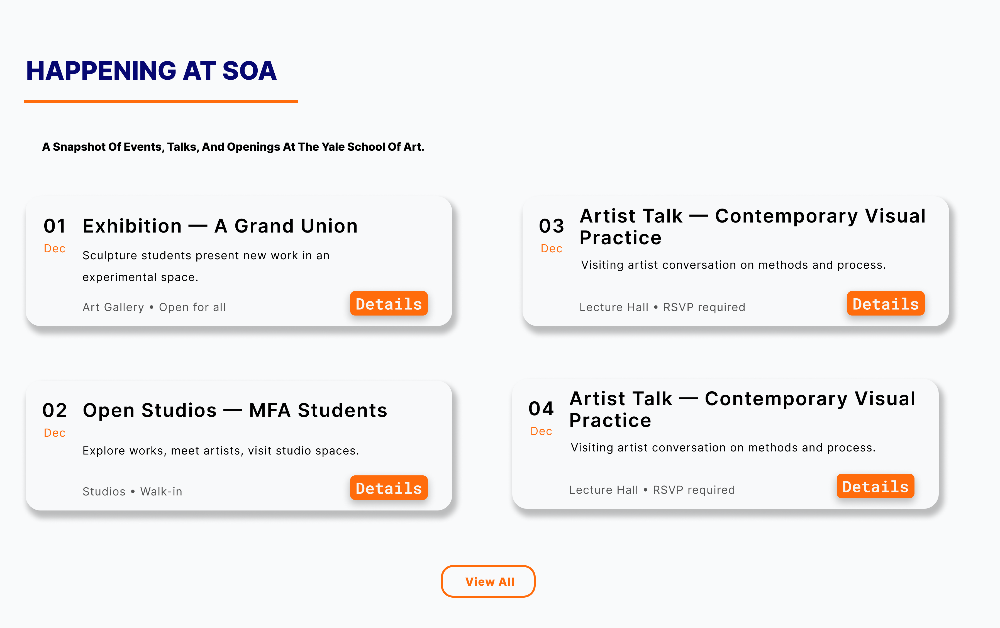 HAPPENING AT SOA
A Snapshot Of Events, Talks, And Openings At The Yale School Of Art.
01
Dec
Exhibition — A Grand Union
Sculpture students present new work in an
experimental space.
Art Gallery • Open for all
Details
03
Dec
Artist Talk — Contemporary Visual
Practice
Visiting artist conversation on methods and process.
Lecture Hall • RSVP required
Details
02
Dec
Open Studios — MFA Students
Explore works, meet artists, visit studio spaces.
Studios • Walk-in
Details
04
Dec
Artist Talk — Contemporary Visual
Practice
Visiting artist conversation on methods and process.
Lecture Hall • RSVP required
Details
View All